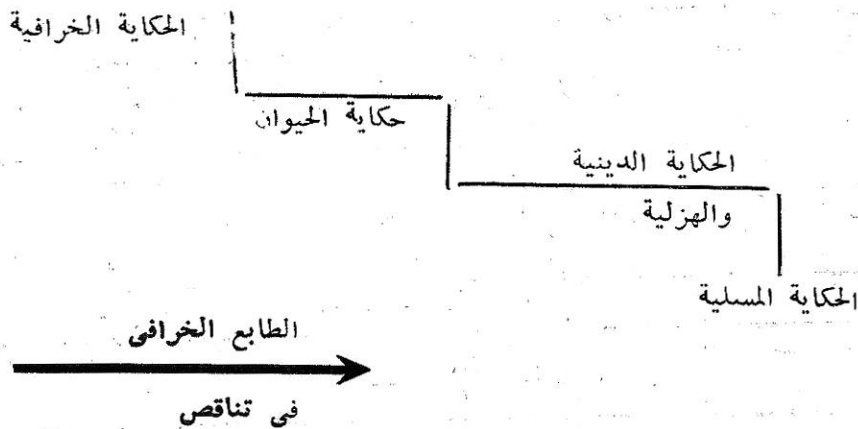 الحكاية الخرافية
حكاية الحيوان
الحكاية الدينية
والهزلية
الحكاية المسلية
الطابع الخرافى
فى تناقص